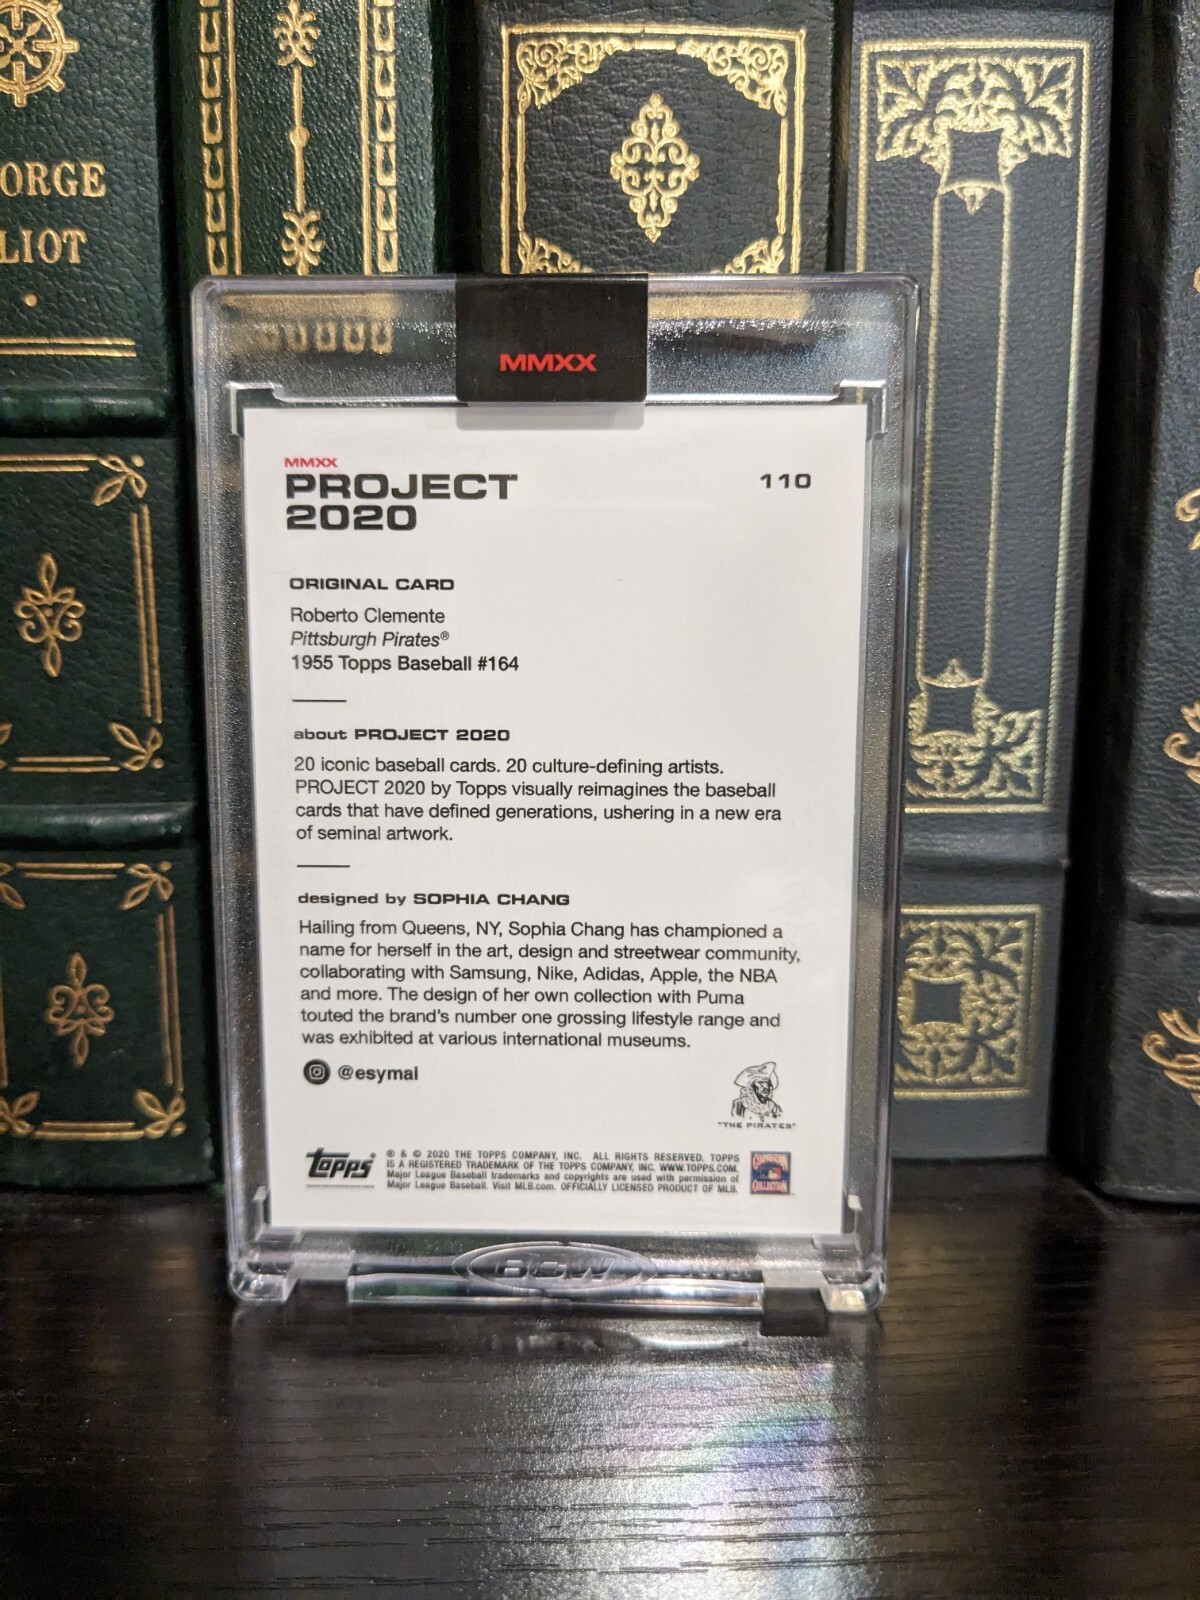 ORGE
LIOT
MMXX
MMXX
PROJECT
2020
110
ORIGINAL CARD
Roberto Clemente
Pittsburgh Pirates®
1955 Topps Baseball #164
about PROJECT 2020
20 iconic baseball cards. 20 culture-defining artists.
PROJECT 2020 by Topps visually reimagines the baseball
cards that have defined generations, ushering in a new era
of seminal artwork.
designed by SOPHIA CHANG
Hailing from Queens, NY, Sophia Chang has championed a
name for herself in the art, design and streetwear community,
collaborating with Samsung, Nike, Adidas, Apple, the NBA
and more. The design of her own collection with Puma
touted the brand's number one grossing lifestyle range and
was exhibited at various international museums.
@esymai
"THE PIRATES"
Topps
® & © 2020 THE TOPPS COMPANY, INC. ALL RIGHTS RESERVED. TOPPS
IS A REGISTERED TRADEMARK OF THE TOPPS COMPANY, INC. WWW.TOPPS.COM.
Major League Baseball trademarks and copyrights are used with permission of
Major League Baseball. Visit MLB.com. OFFICIALLY LICENSED PRODUCT OF MLB.
COOPERSTOWN
COLLECTION
BCW